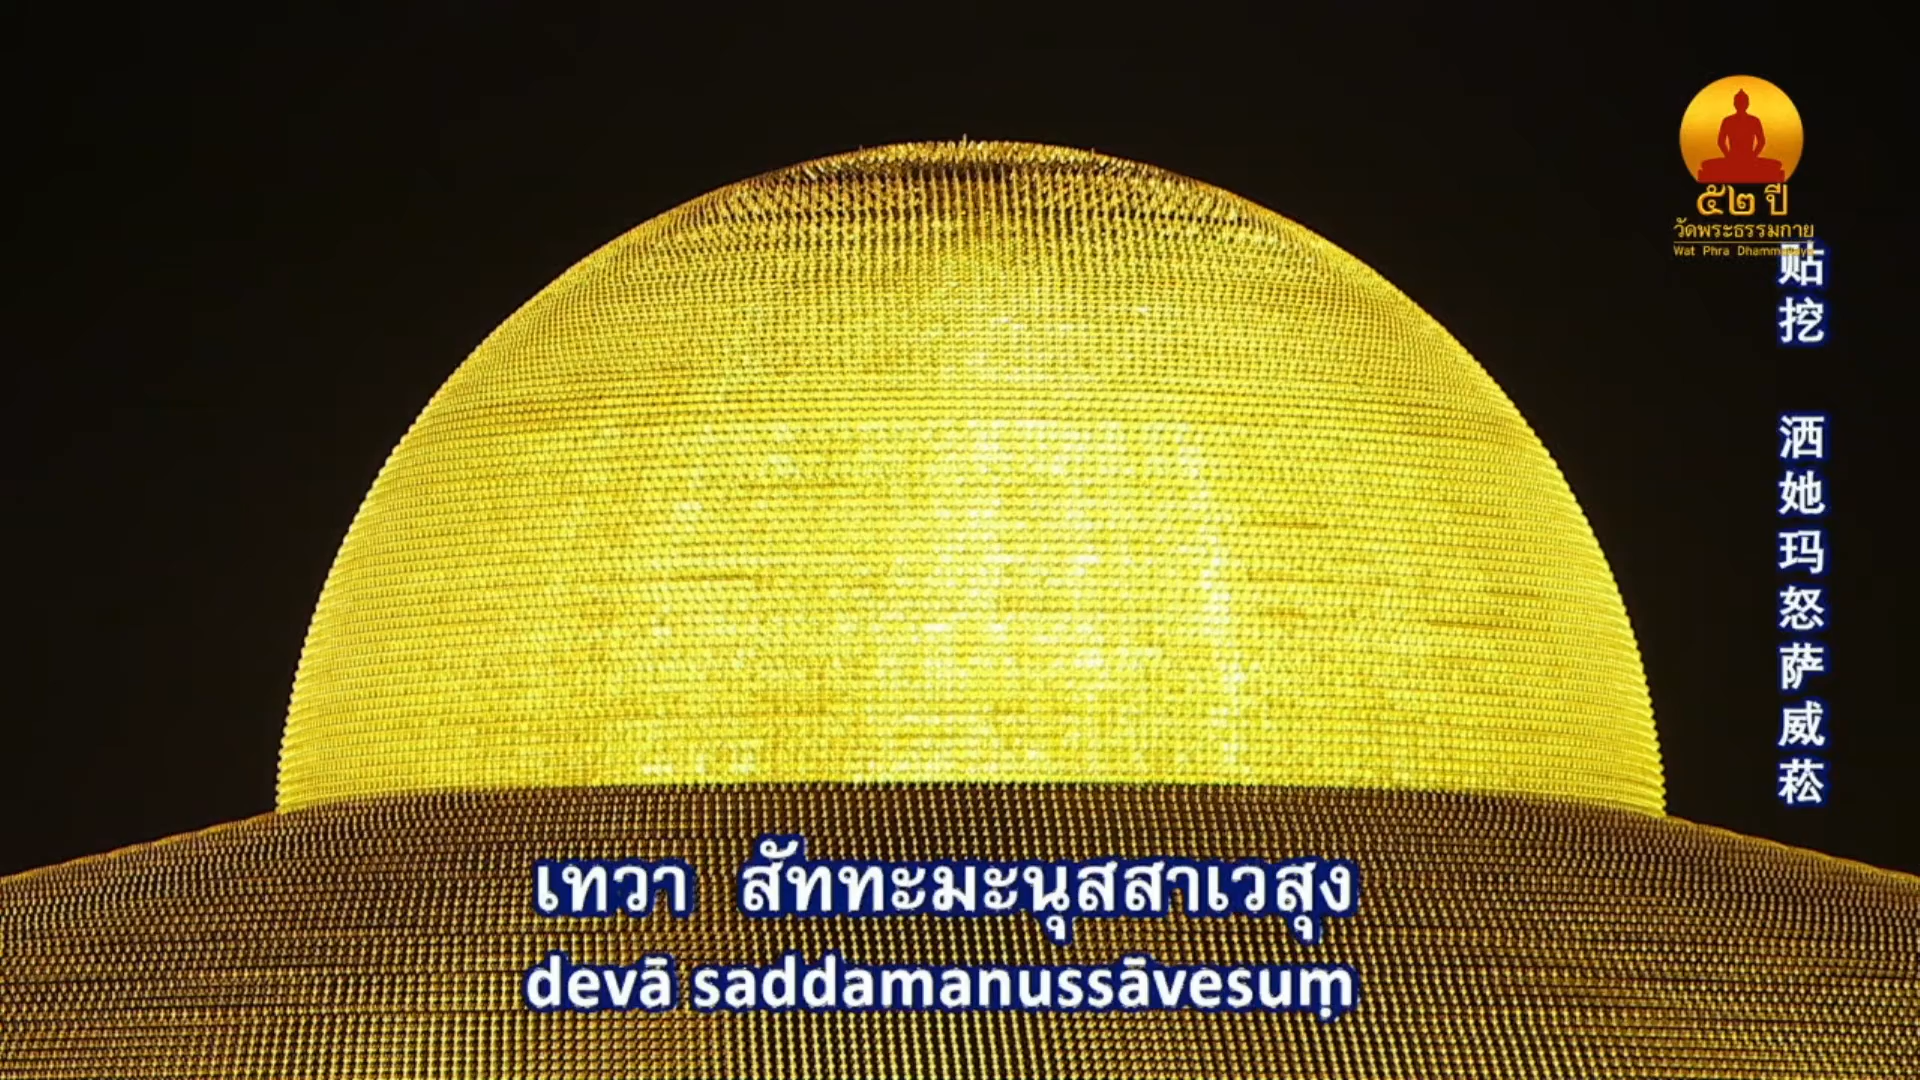 ๕๒ ปี
วัดพระธรรมกาย
Wat Phra Dhammakaya
贴挖 洒她玛怒萨威菘
เทวา สัททะมะนุสสาเวสุง
devā saddamanussāvesuṃ